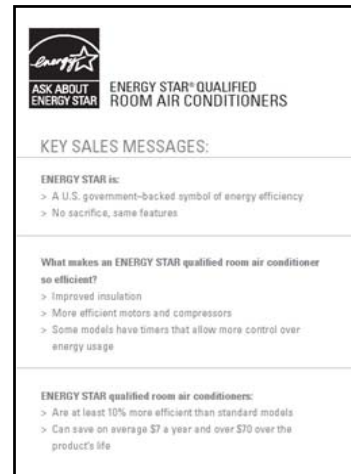 energy
ASK ABOUT
ENERGY STAR
ENERGY STAR® QUALIFIED
ROOM AIR CONDITIONERS
KEY SALES MESSAGES:
ENERGY STAR is:
> A U.S. government–backed symbol of energy efficiency
> No sacrifice, same features
What makes an ENERGY STAR qualified room air conditioner
so efficient?
> Improved insulation
> More efficient motors and compressors
> Some models have timers that allow more control over
energy usage
ENERGY STAR qualified room air conditioners:
> Are at least 10% more efficient than standard models
> Can save on average $7 a year and over $70 over the
product's life